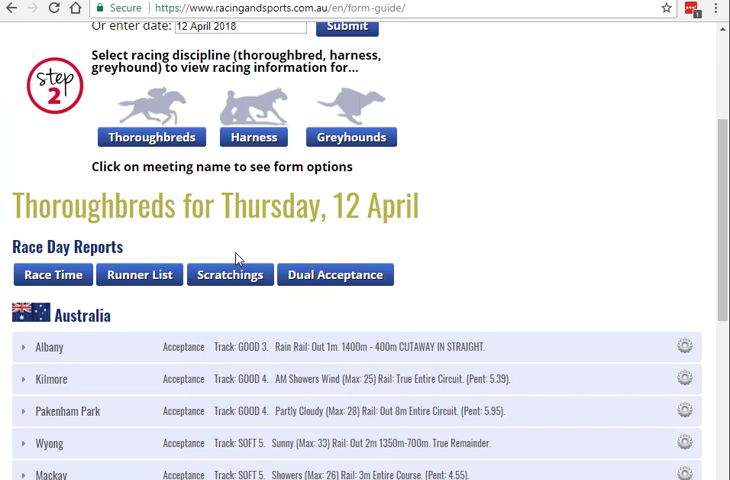 Secure https://www.racingandsports.com.au/en/form-guide/
1
Or enter date: 12 April 2018 Submit
Select racing discipline (thoroughbred, harness,
greyhound) to view racing information for...
step
2
Thoroughbreds Harness Greyhounds
Click on meeting name to see form options
Thoroughbreds for Thursday, 12 April
Race Day Reports
Race Time Runner List Scratchings Dual Acceptance
Australia
Albany Acceptance Track: GOOD 3. Rain Rail: Out 1m. 1400m - 400m CUTAWAY IN STRAIGHT.
Kilmore Acceptance Track: GOOD 4. AM Showers Wind (Max: 25) Rail: True Entire Circuit. (Pent: 5.39).
Pakenham Park Acceptance Track: GOOD 4. Partly Cloudy (Max: 28) Rail: Out 8m Entire Circuit. (Pent: 5.95).
Wyong Acceptance Track: SOFT 5. Sunny (Max: 33) Rail: Out 2m 1350m-700m. True Remainder.
Mackay Acceptance Track: SOFT 5. Showers (Max: 26) Rail: 3m Entire Course. (Pent: 4.55).